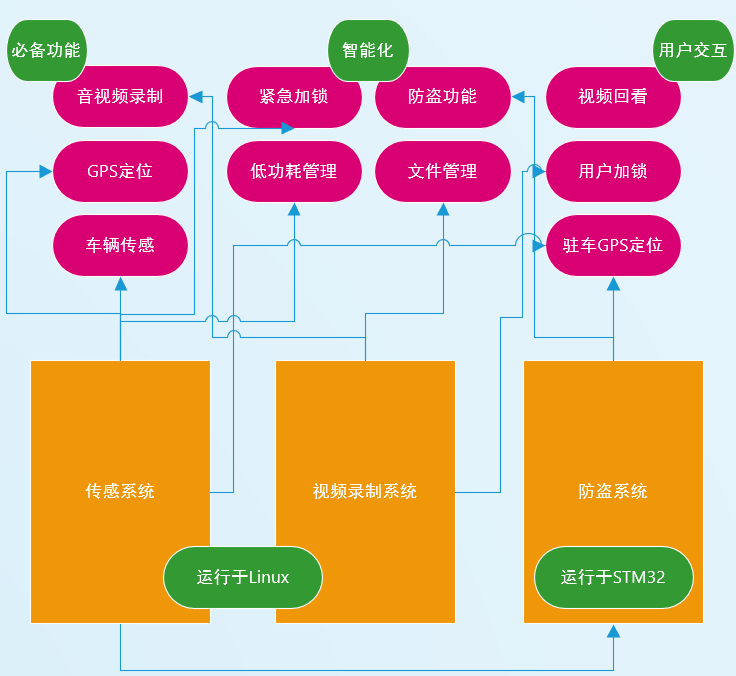 必备功能
智能化
用户交互
音视频录制
紧急加锁
防盗功能
视频回看
GPS定位
低功耗管理
文件管理
用户加锁
车辆传感
驻车GPS定位
传感系统
视频录制系统
防盗系统
运行于Linux
运行于STM32